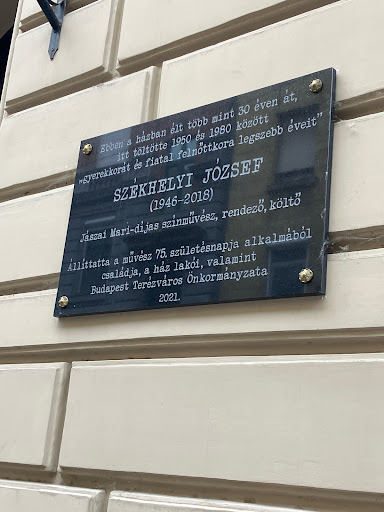 Ebben a házban élt több mint 30 éven át,
itt töltötte 1950 és 1980 között
"gyerekkorát és fiatal felnőttkora legszebb éveit"
SZÉKHELYI JÓZSEF
(1946-2018)
Jászai Mari-díjas színművész, rendező, költő
Állíttatta a művész 75. születésnapja alkalmából
családja, a ház lakói, valamint
Budapest Terézváros Önkormányzata
2021.